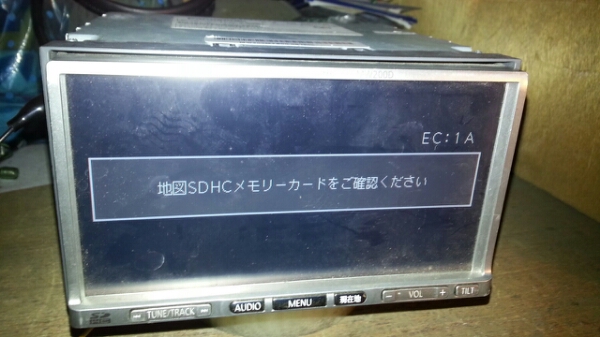 EC:1A
地図SDHCメモリーカードをご確認ください
TUNE/TRACK
AUDIO
MENU
現在地
− VOL +
TILT